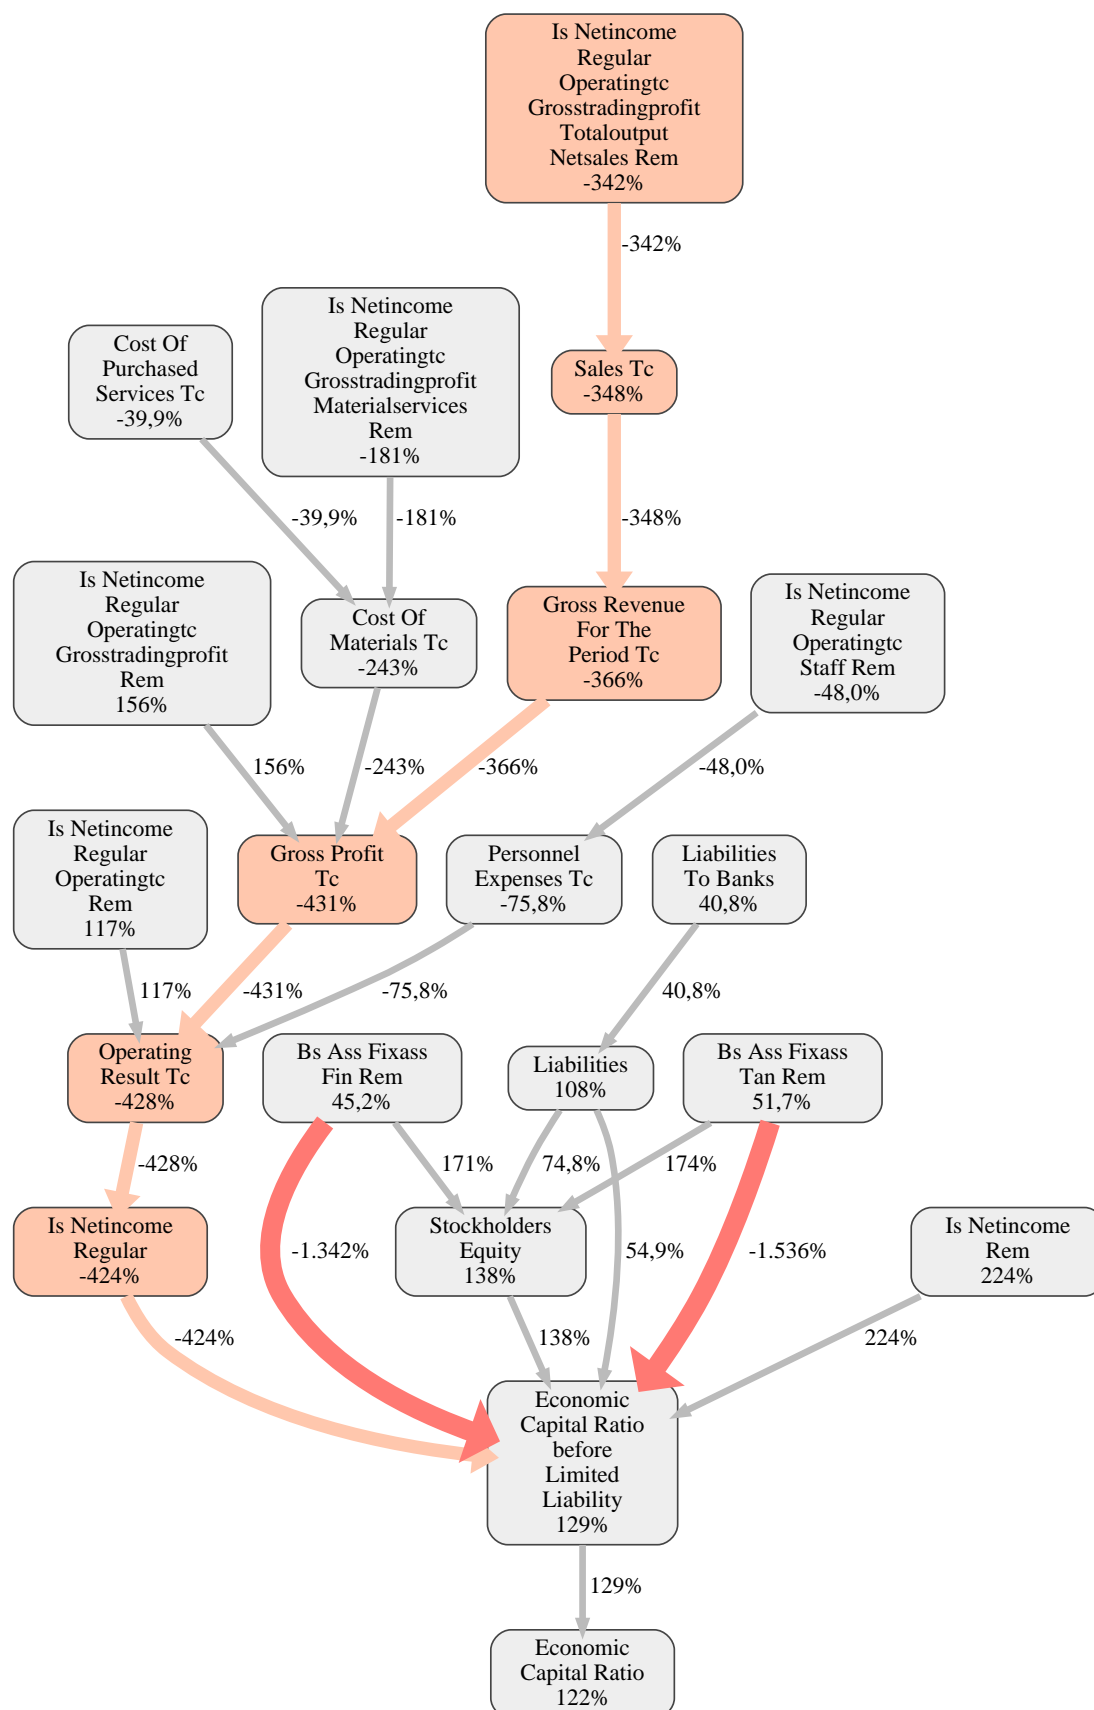 Is Netincome
Regular
Operatingtc
Grosstradingprofit
Totaloutput
Netsales Rem
-342%
-342%
Cost Of
Purchased
Services Tc
-39,9%
Is Netincome
Regular
Operatingtc
Grosstradingprofit
Materialservices
Rem
-181%
Sales Tc
-348%
-39,9%
-181%
-348%
Is Netincome
Regular
Operatingtc
Grosstradingprofit
Rem
156%
Cost Of
Materials Tc
-243%
Gross Revenue
For The
Period Tc
-366%
Is Netincome
Regular
Operatingtc
Staff Rem
-48,0%
156%
-243%
-366%
-48,0%
Is Netincome
Regular
Operatingtc
Rem
117%
Gross Profit
Tc
-431%
Personnel
Expenses Tc
-75,8%
Liabilities
To Banks
40,8%
117%
-431%
-75,8%
40,8%
Operating
Result Tc
-428%
Bs Ass Fixass
Fin Rem
45,2%
Liabilities
108%
Bs Ass Fixass
Tan Rem
51,7%
-428%
171%
74,8%
174%
Is Netincome
Regular
-424%
-1.342%
Stockholders
Equity
138%
54,9%
-1.536%
Is Netincome
Rem
224%
-424%
138%
224%
Economic
Capital Ratio
before
Limited
Liability
129%
129%
Economic
Capital Ratio
122%